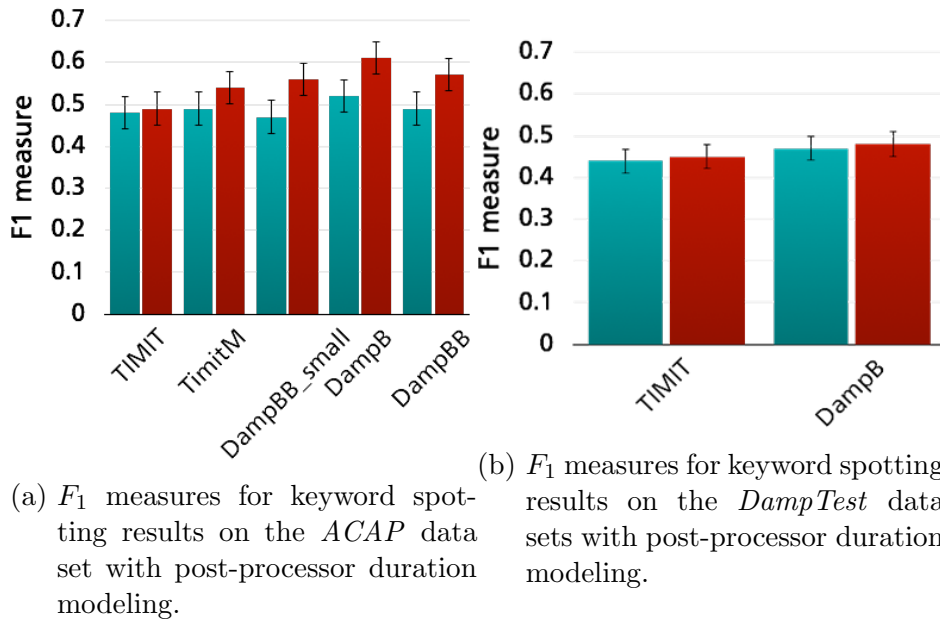 0.7
0.6
0.5
0.4
0.3
0.2
0.1
0
F1 measure
TIMIT
TimitM
DampBB_small
DampB
DampBB
(a) F1 measures for keyword spot-
ting results on the ACAP data
set with post-processor duration
modeling.
0.7
0.6
0.5
0.4
0.3
0.2
0.1
0
F1 measure
TIMIT
DampB
(b) F1 measures for keyword spotting
results on the DampTest data
sets with post-processor duration
modeling.